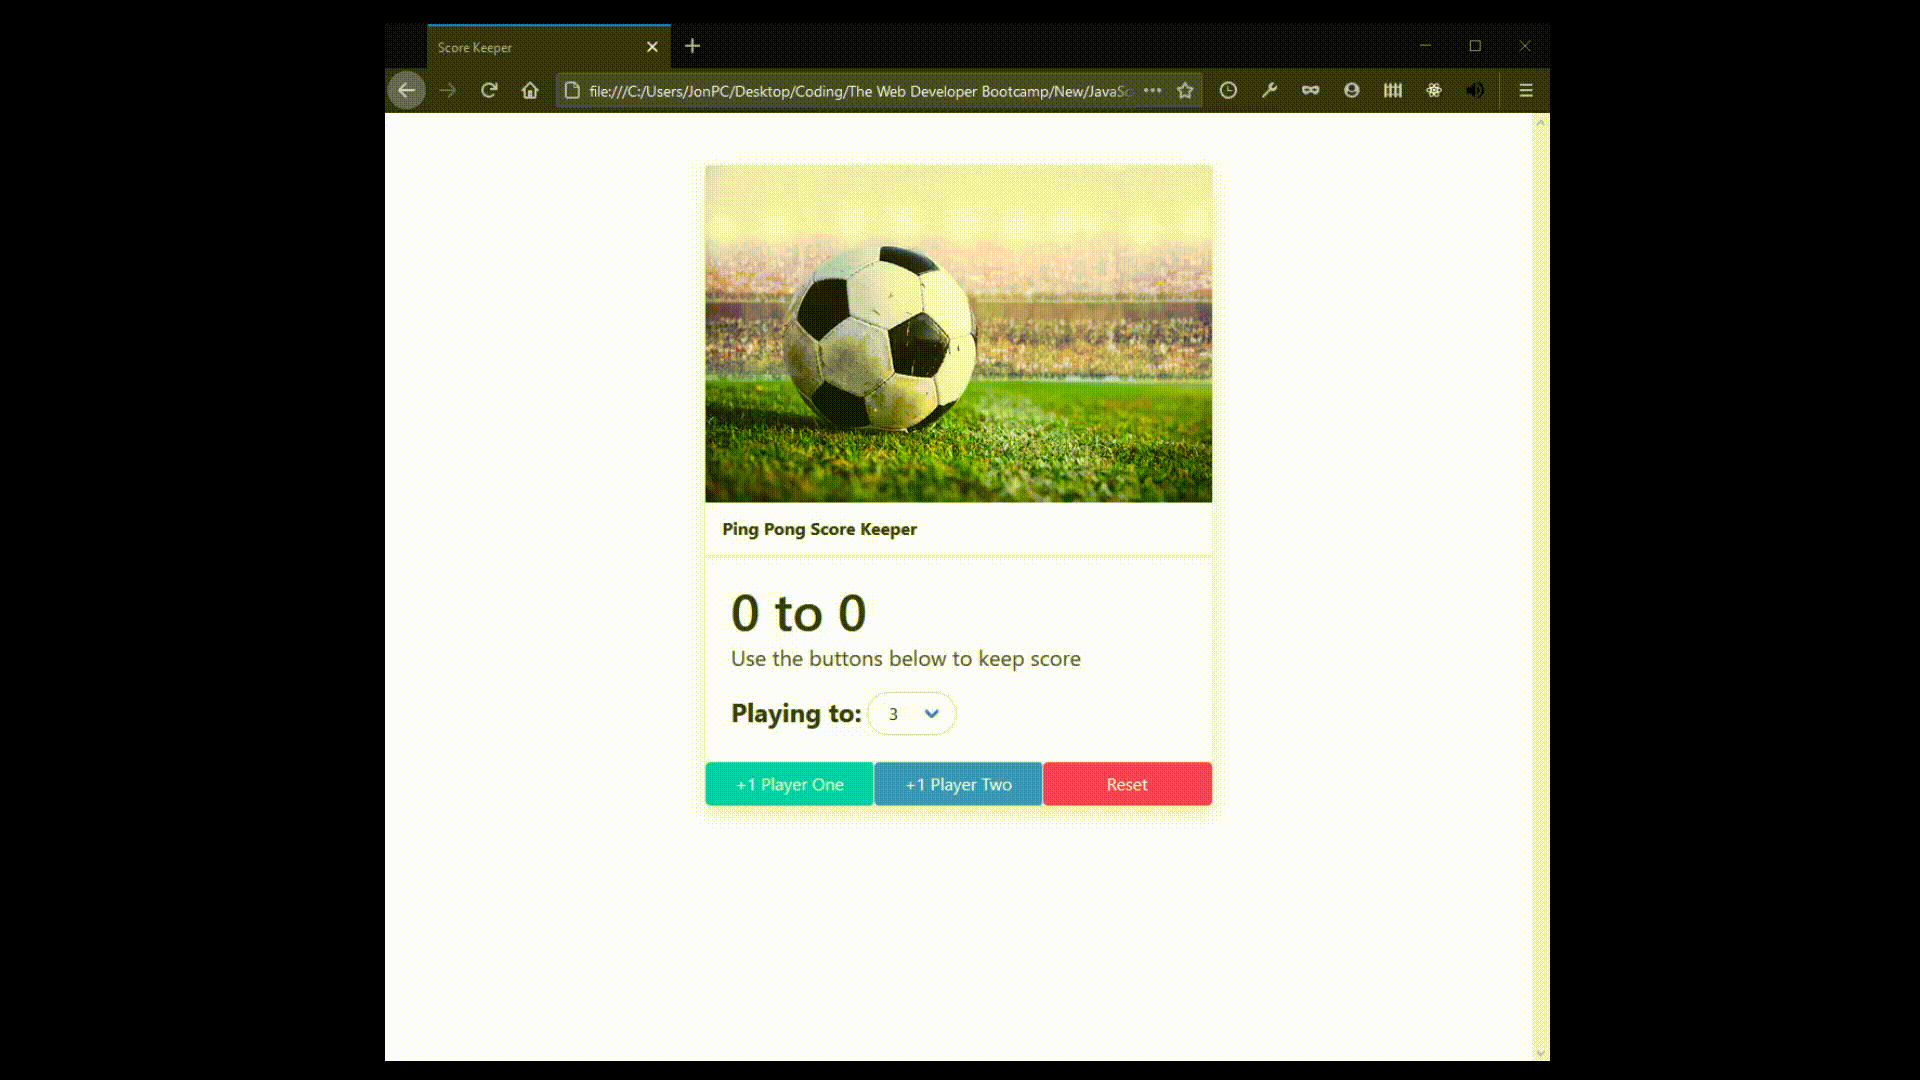 Score Keeper
file:///C:/Users/JonPC/Desktop/Coding/The Web Developer Bootcamp/New/JavaSc
Ping Pong Score Keeper
0 to 0
Use the buttons below to keep score
Playing to: 3
+1 Player One +1 Player Two Reset